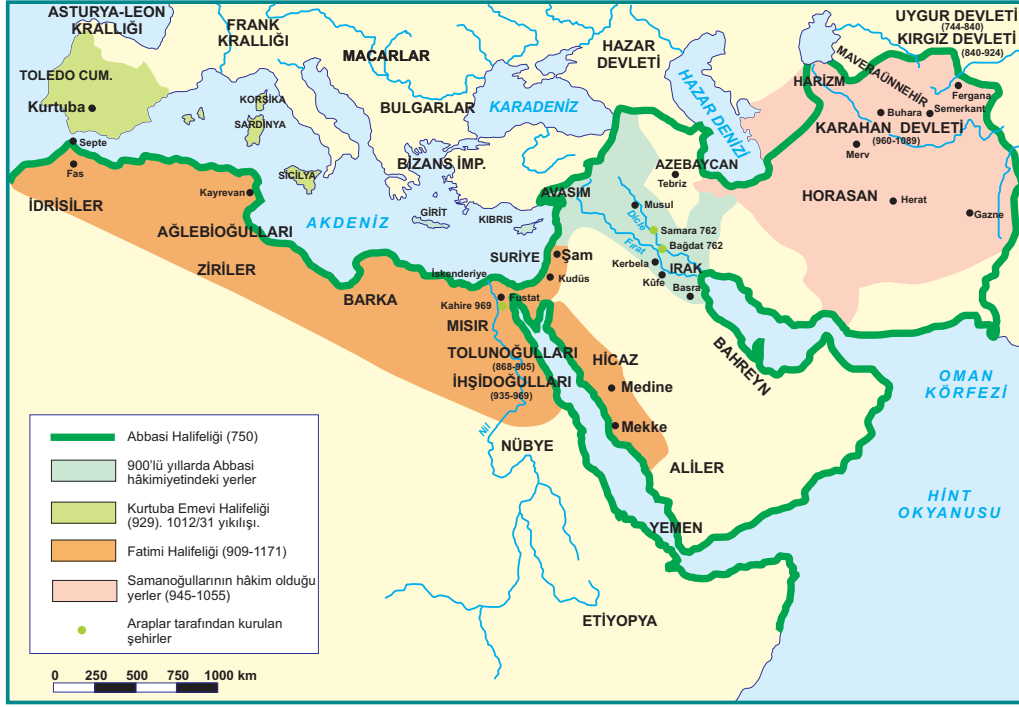 ASTURYA-LEON
KRALLIĞI
FRANK
KRALLIĞI
MACARLAR
HAZAR
DEVLETİ
UYGUR DEVLETİ
(744-840)
KIRGIZ DEVLETİ
(840-924)
TOLEDO CUM.
Kurtuba
KORSİKA
SARDINYA
BULGARLAR
KARADENİZ
HAZAR DENİZİ
HARİZM
MAVERAÜNNEHİR
Fergana
Buhara
Semerkant
KARAHAN DEVLETİ
(960-1089)
Merv
Septe
Fas
SİCİLYA
BİZANS İMP.
AZEBAYCAN
Tebriz
Kayrevan
AVASIM
Musul
HORASAN
Herat
Gazne
İDRİSİLER
AKDENİZ
GİRİT
KIBRIS
Dicle
Samara 762
AĞLEBİOĞULLARI
Fırat
Bağdat 762
SURİYE
Şam
Kerbela
IRAK
ZIRILER
İskenderiye
Kudüs
Küfe
Basra
BARKA
Fustat
Kahire 969
MISIR
TOLUNOĞULLARI
(868-905)
HİCAZ
BAHREYN
İHŞİDOĞULLARI
(935-969)
Medine
OMAN
KÖRFEZİ
Mekke
Nil
NÜBYE
ALİLER
HİNT
OKYANUSU
YEMEN
ETİYOPYA
Abbasi Halifeliği (750)
900'lü yıllarda Abbasi
hâkimiyetindeki yerler
Kurtuba Emevi Halifeliği
(929). 1012/31 yıkılişı.
Fatimi Halifeliği (909-1171)
Samanoğullarının hâkim olduğu
yerler (945-1055)
Araplar tarafından kurulan
şehirler
0 250 500 750 1000 km